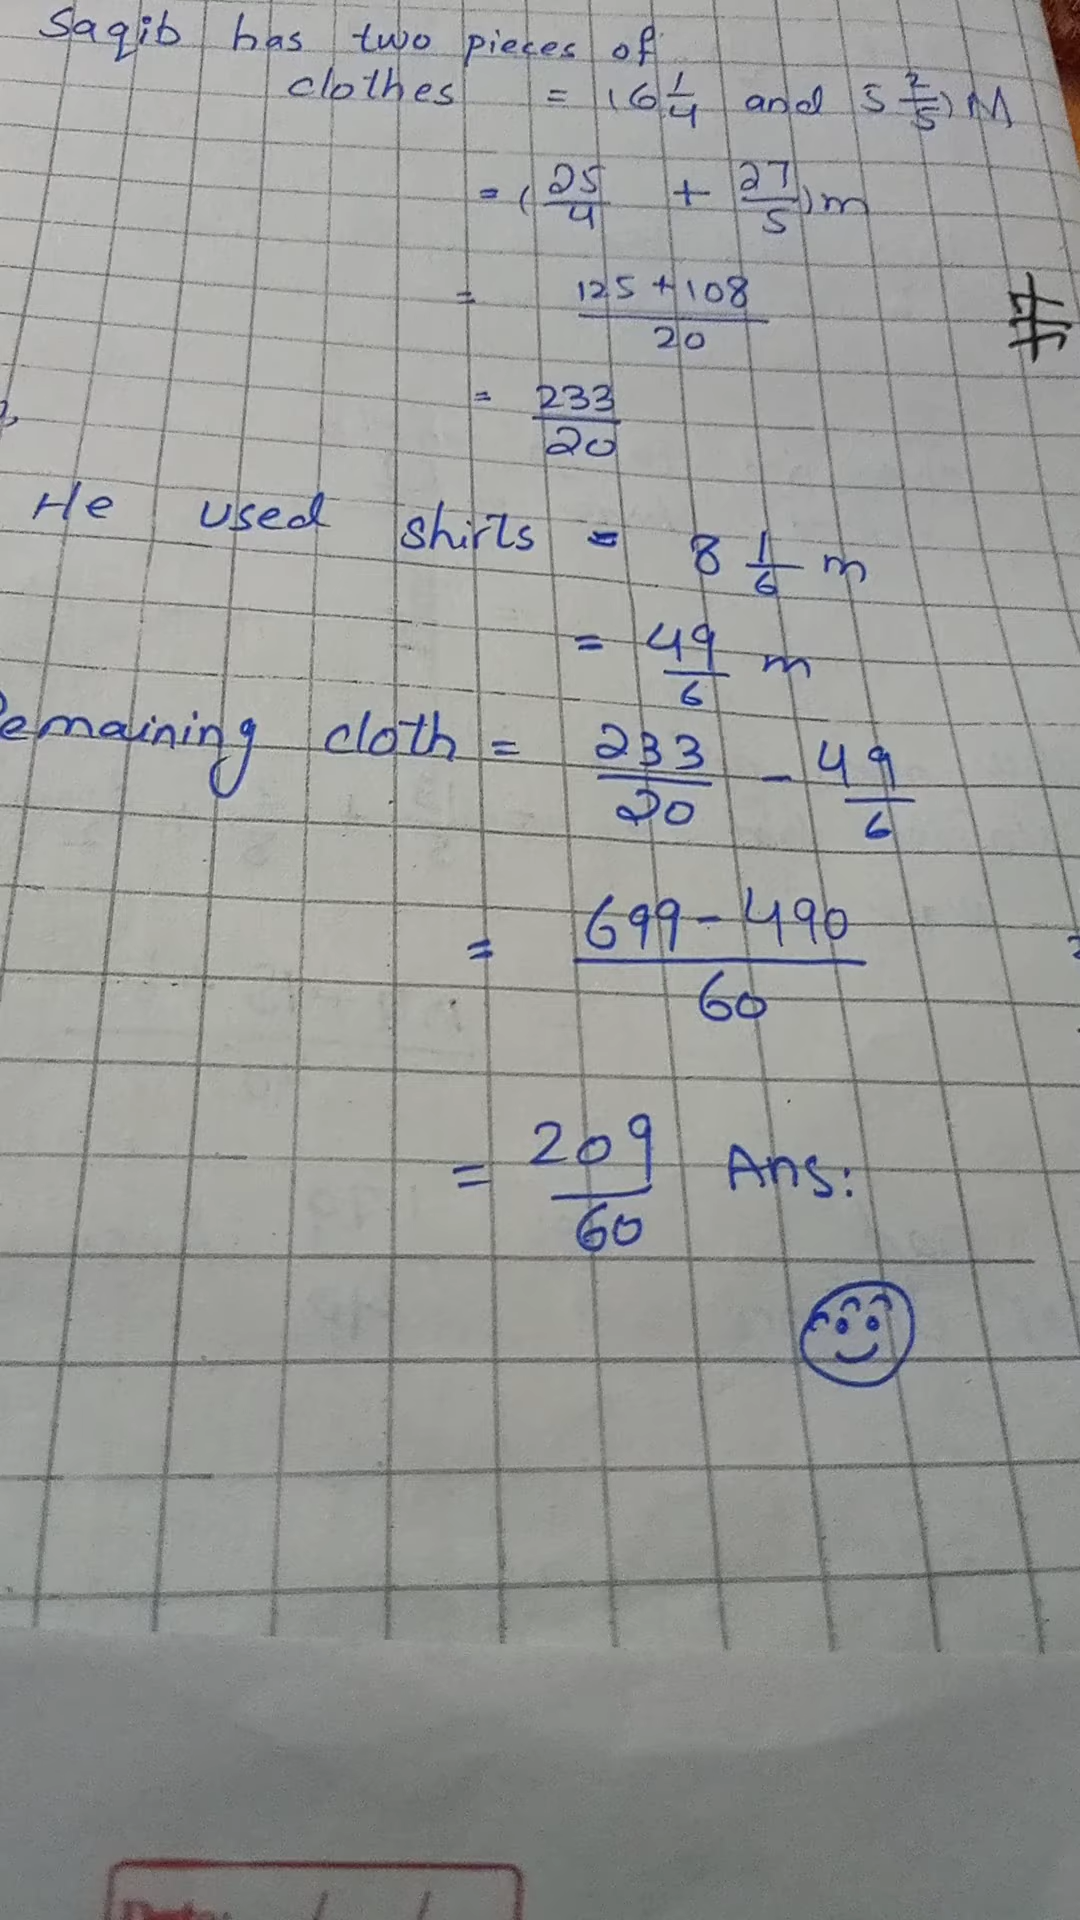 Saqib has two pieces of
clothes = (6 1/4 and 5 2/5) M
= (25/4 + 27/5) m
= 125 + 108 / 20
= 233/20
He used shirts = 8 1/6 m
= 49/6 m
emaining cloth = 233/20 - 49/6
= 699 - 490 / 60
= 209/60 Ans: